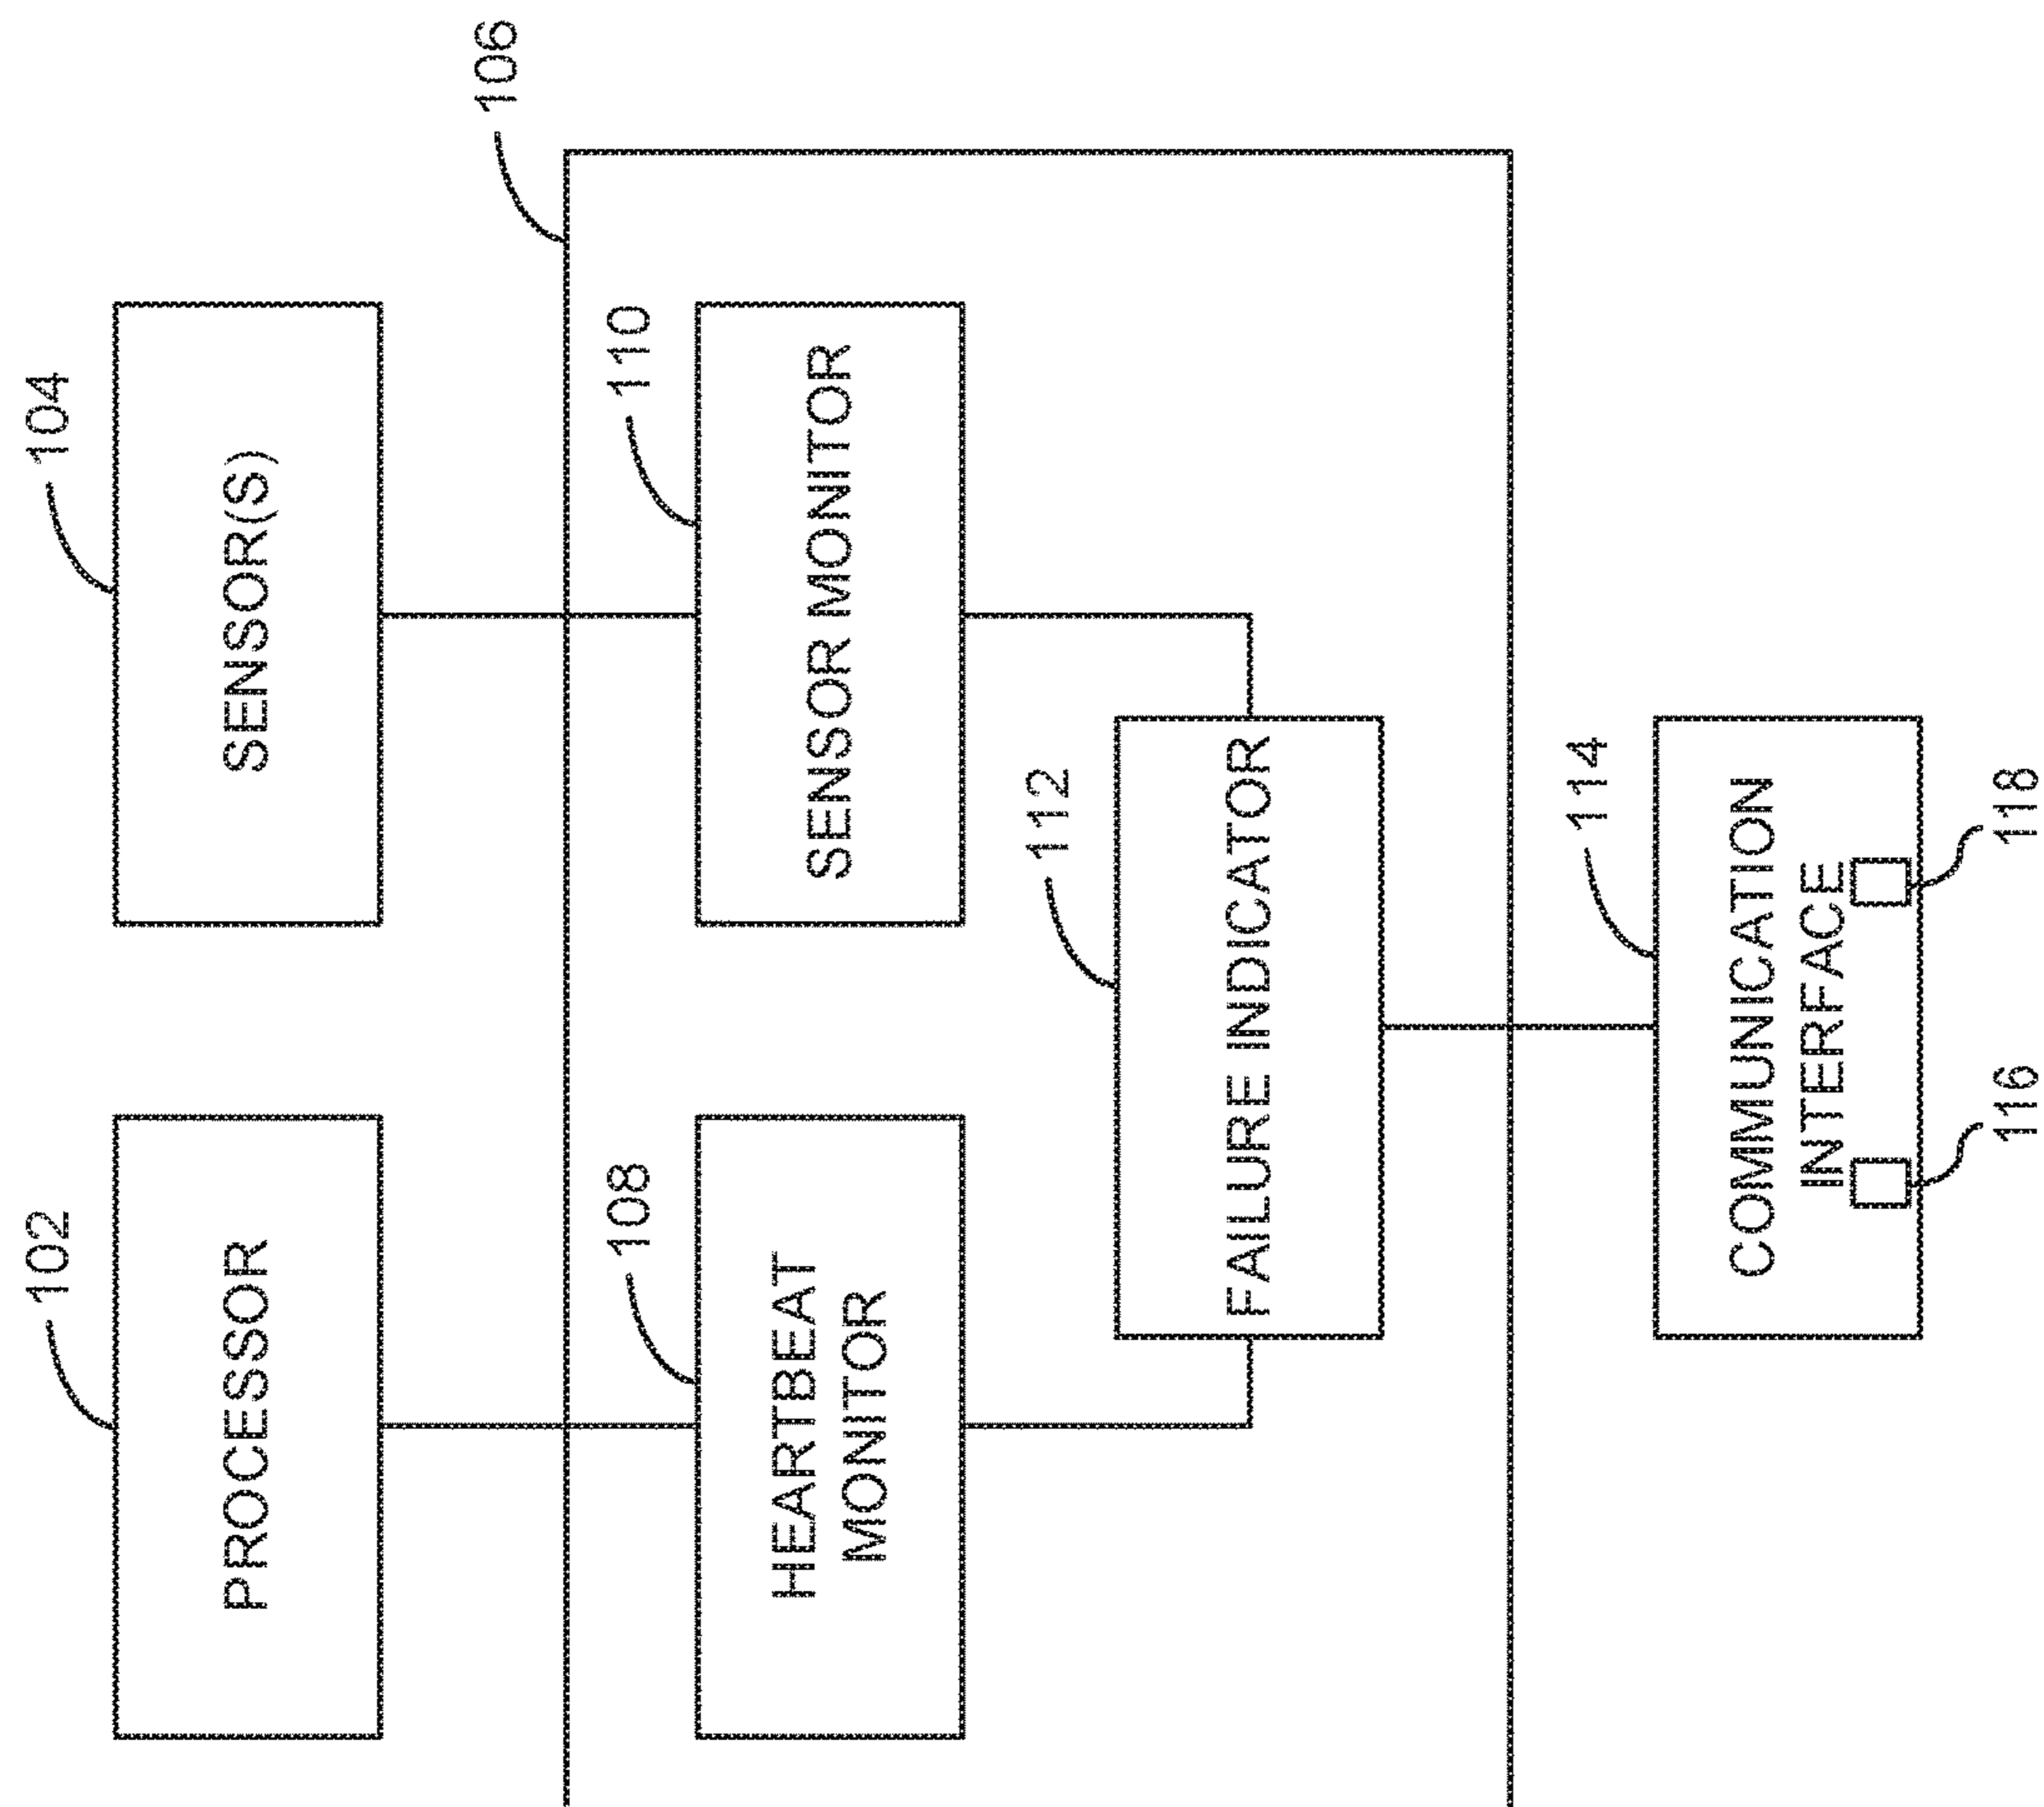 102
PROCESSOR
104
SENSOR(S)
106
108
HEARTBEAT
MONITOR
110
SENSOR MONITOR
112
FAILURE INDICATOR
114
COMMUNICATION
INTERFACE
116
118